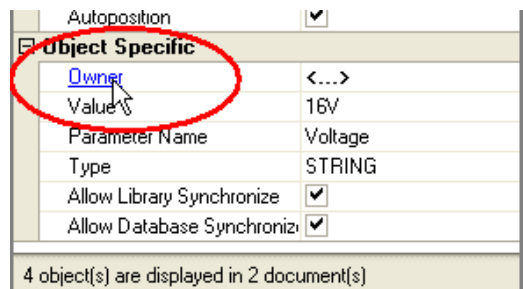 Autoposition
Object Specific
Owner <...>
Value 16V
Parameter Name Voltage
Type STRING
Allow Library Synchronize
Allow Database Synchroni
4 object(s) are displayed in 2 document(s)